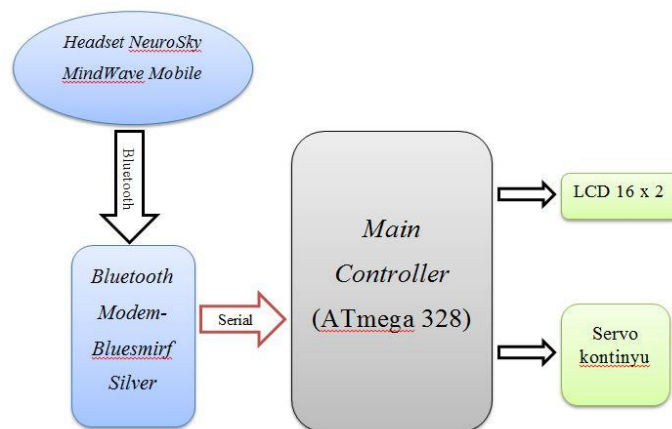 Headset NeuroSky
MindWave Mobile
Bluetooth
Bluetooth
Modem-
Bluesmirf
Silver
Serial
Main
Controller
(ATmega 328)
LCD 16 x 2
Servo
kontinyu